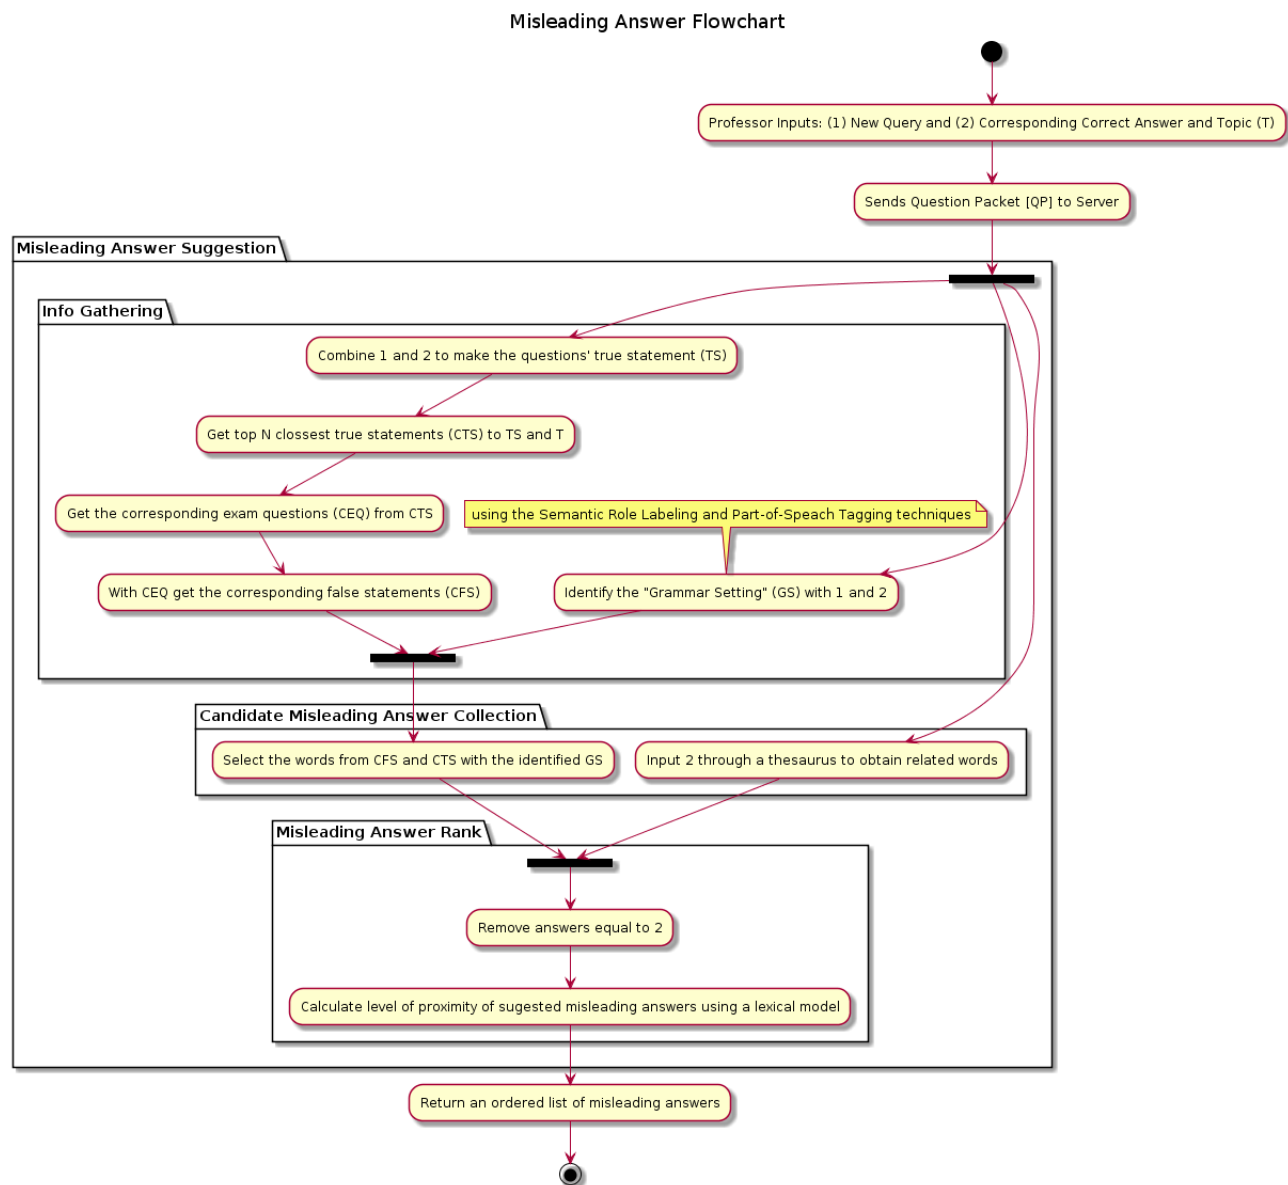 Misleading Answer Flowchart
Professor Inputs: (1) New Query and (2) Corresponding Correct Answer and Topic (T)
Sends Question Packet [QP] to Server
Misleading Answer Suggestion
Info Gathering
Combine 1 and 2 to make the questions' true statement (TS)
Get top N clossest true statements (CTS) to TS and T
Get the corresponding exam questions (CEQ) from CTS
using the Semantic Role Labeling and Part-of-Speach Tagging techniques
With CEQ get the corresponding false statements (CFS)
Identify the "Grammar Setting" (GS) with 1 and 2
Candidate Misleading Answer Collection
Select the words from CFS and CTS with the identified GS
Input 2 through a thesaurus to obtain related words
Misleading Answer Rank
Remove answers equal to 2
Calculate level of proximity of sugested misleading answers using a lexical model
Return an ordered list of misleading answers